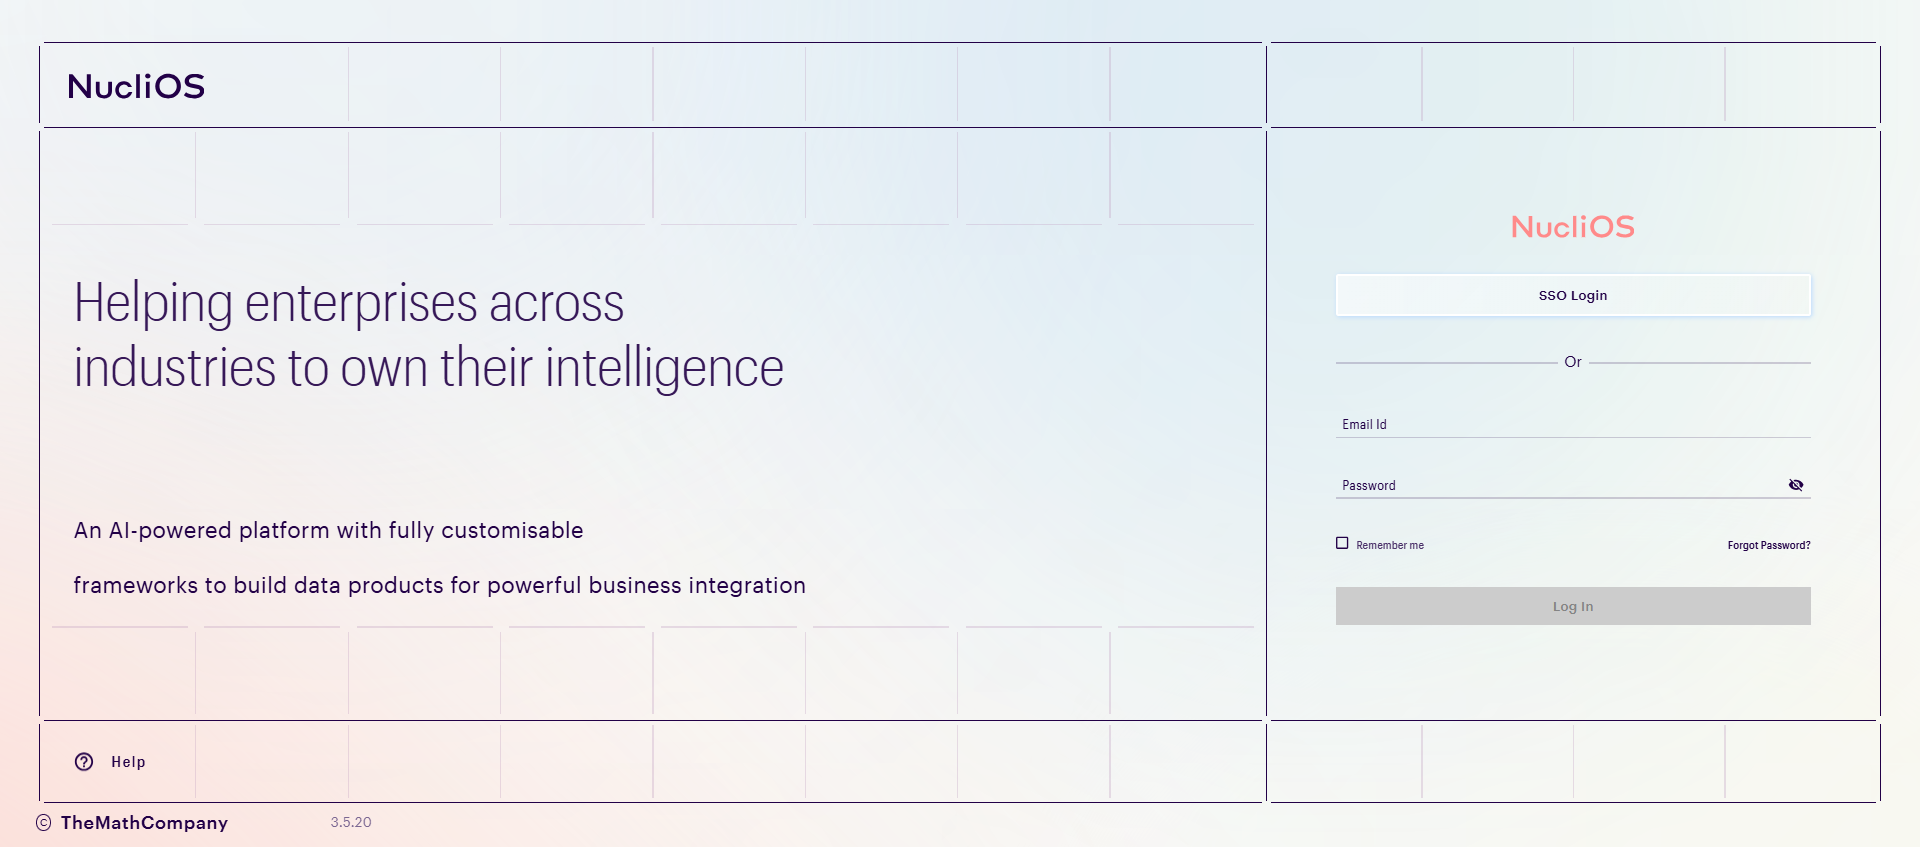 NucliOS
Helping enterprises across
industries to own their intelligence
An AI-powered platform with fully customisable
frameworks to build data products for powerful business integration
NucliOS
SSO Login
Or
Email Id
Password
Remember me
Forgot Password?
Log In
Help
© TheMathCompany
3.5.20